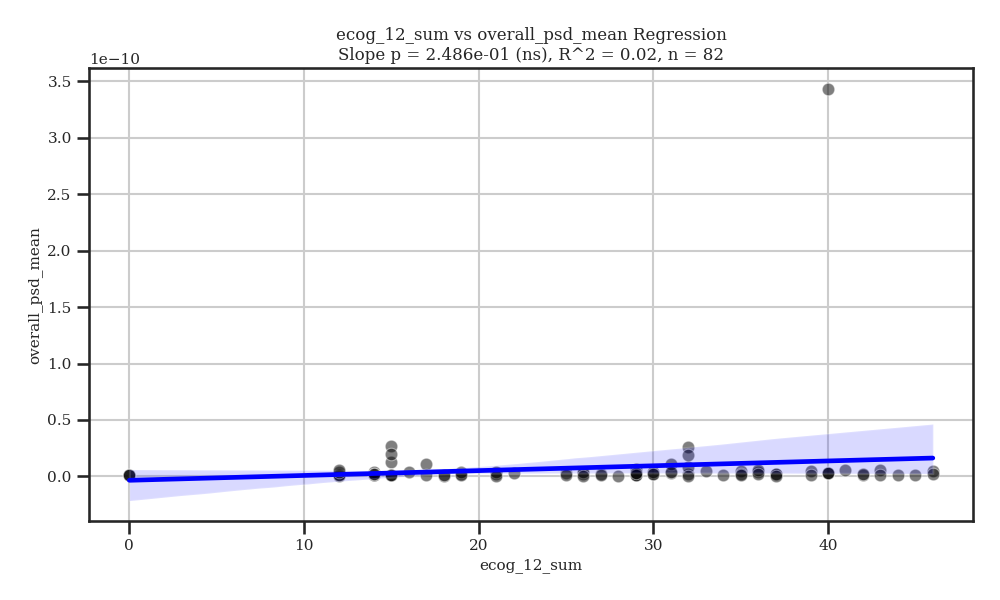 ecog_12_sum vs overall_psd_mean Regression
Slope p = 2.486e-01 (ns), R^2 = 0.02, n = 82
1e−10
3.5
3.0
2.5
2.0
1.5
1.0
0.5
0.0
overall_psd_mean
0 10 20 30 40
ecog_12_sum